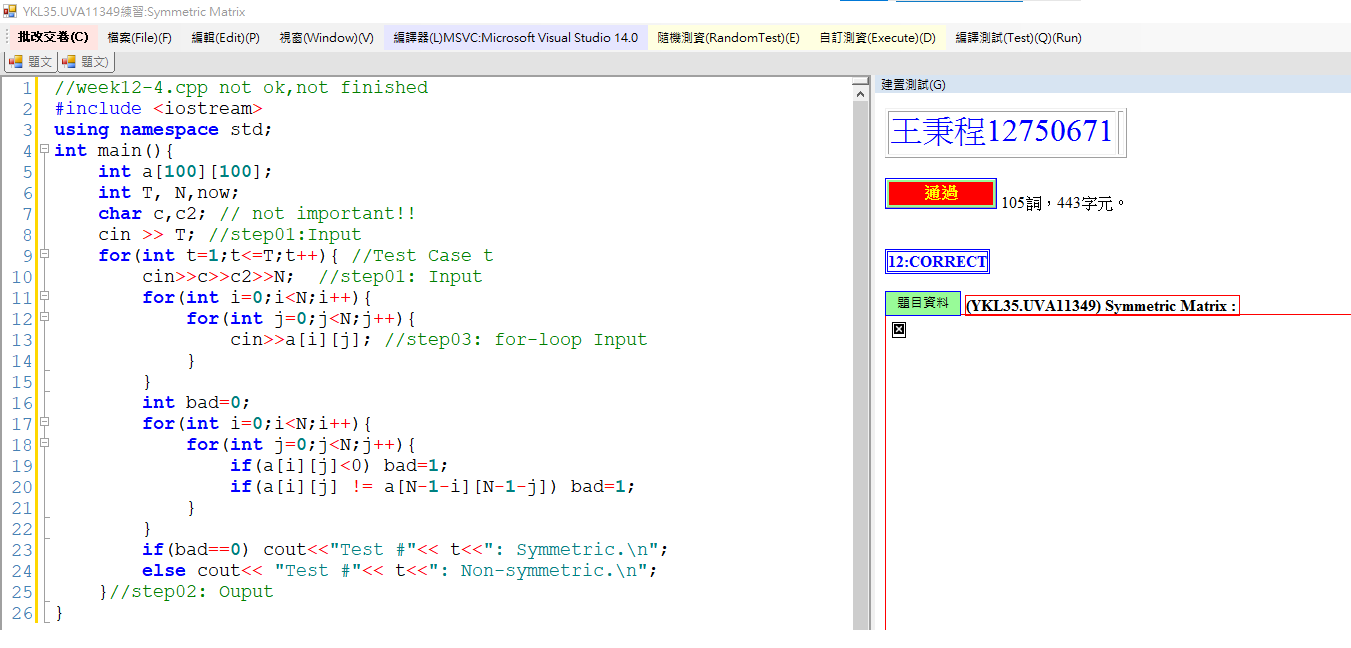 YKL35.UVA11349練習:Symmetric Matrix
批改交卷(C) 檔案(File)(F) 編輯(Edit)(P) 視窗(Window)(V) 編譯器(L)MSVC:Microsoft Visual Studio 14.0 隨機測資(RandomTest)(E) 自訂測資(Execute)(D) 編譯測試(Test)(Q)(Run)
題文 題文)
1 //week12-4.cpp not ok,not finished
2 #include <iostream>
3 using namespace std;
4 int main(){
5     int a[100][100];
6     int T, N,now;
7     char c,c2; // not important!!
8     cin >> T; //step01:Input
9     for(int t=1;t<=T;t++){ //Test Case t
10         cin>>c>>c2>>N;  //step01: Input
11         for(int i=0;i<N;i++){
12             for(int j=0;j<N;j++){
13                 cin>>a[i][j]; //step03: for-loop Input
14             }
15         }
16         int bad=0;
17         for(int i=0;i<N;i++){
18             for(int j=0;j<N;j++){
19                 if(a[i][j]<0) bad=1;
20                 if(a[i][j] != a[N-1-i][N-1-j]) bad=1;
21             }
22         }
23         if(bad==0) cout<<"Test #"<< t<<": Symmetric.\n";
24         else cout<< "Test #"<< t<<": Non-symmetric.\n";
25     }//step02: Ouput
26 }
建置測試(G)
王秉程12750671
通過 105詞，443字元。
12:CORRECT
題目資料 (YKL35.UVA11349) Symmetric Matrix :